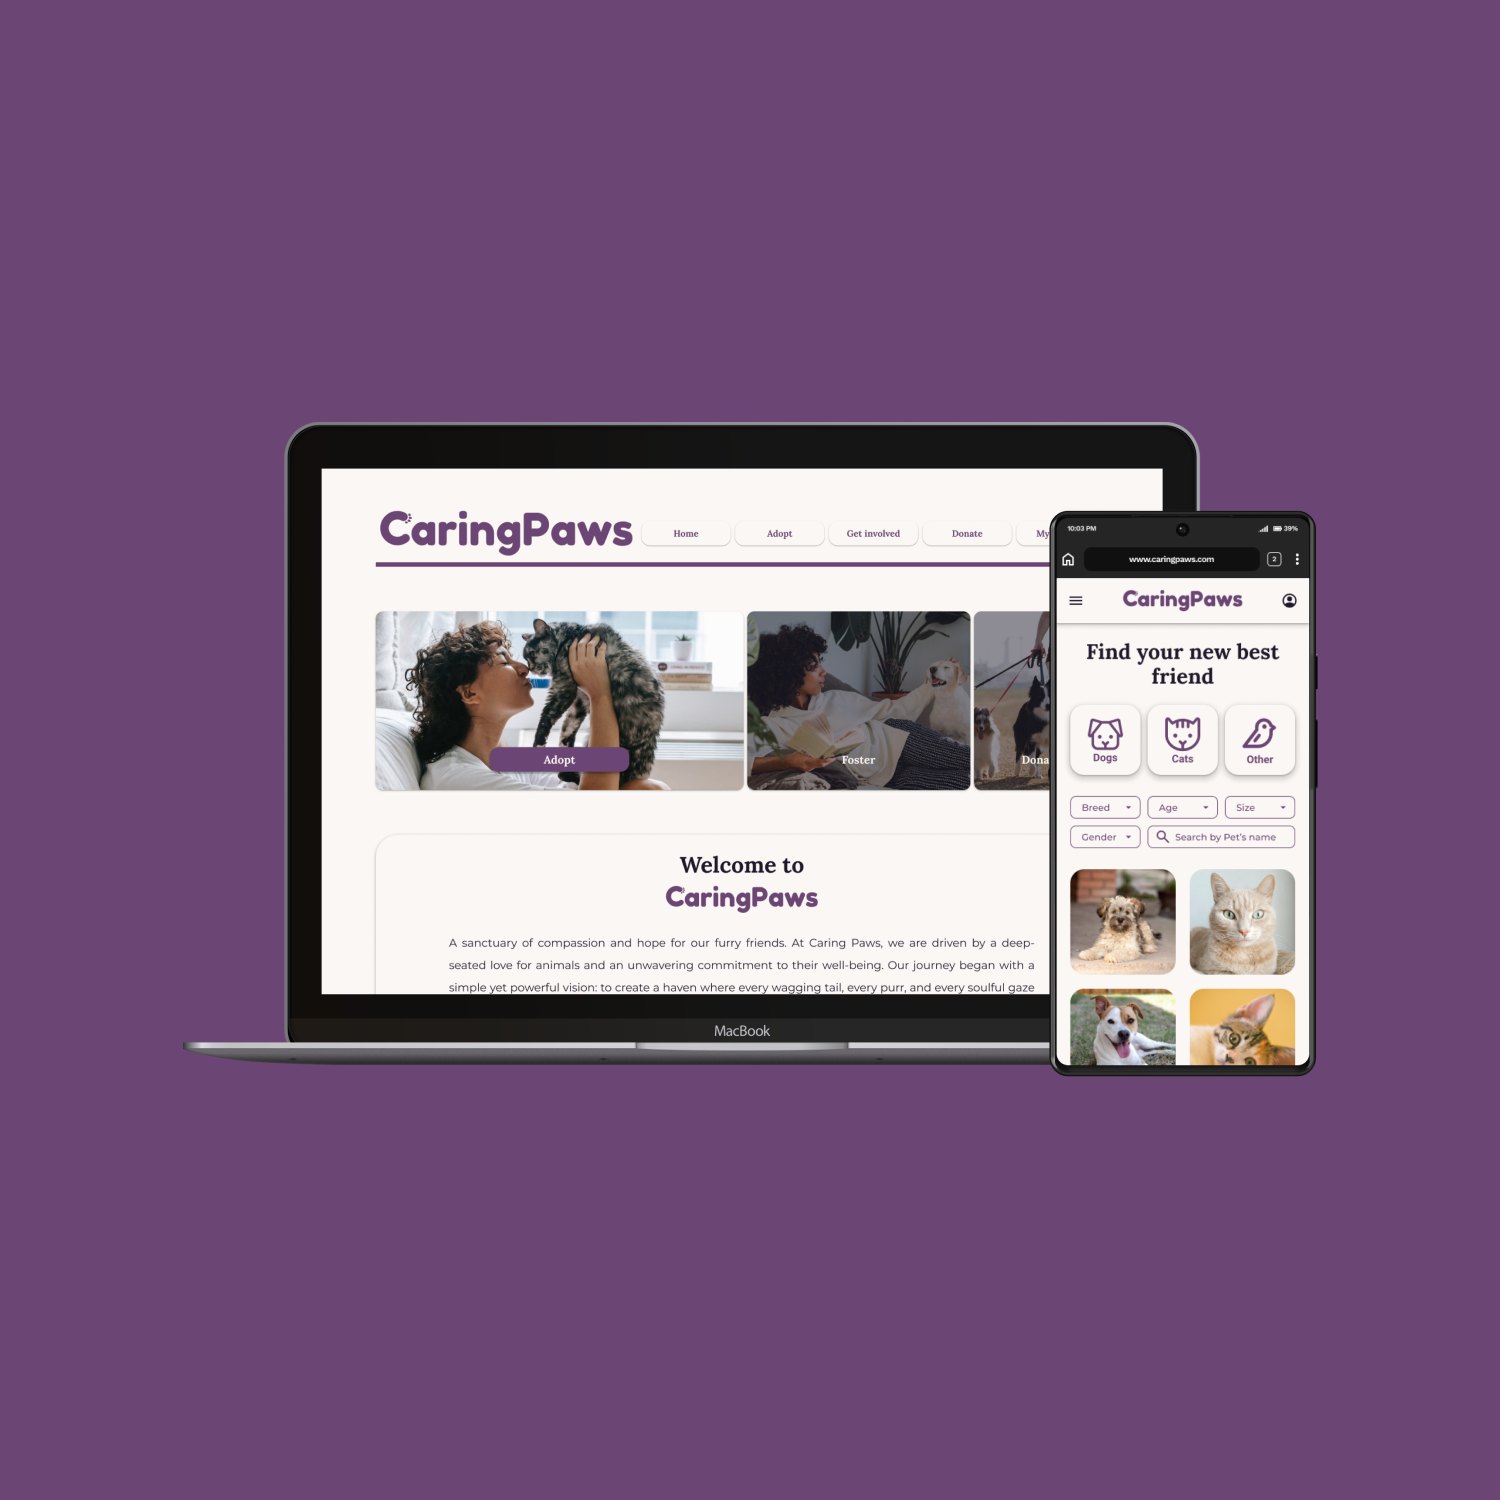 CaringPaws
Home
Adopt
Get involved
Donate
My
Adopt
Foster
Dona
Welcome to
CaringPaws
A sanctuary of compassion and hope for our furry friends. At Caring Paws, we are driven by a deep-
seated love for animals and an unwavering commitment to their well-being. Our journey began with a
simple yet powerful vision: to create a haven where every wagging tail, every purr, and every soulful gaze
MacBook
10:03 PM
39%
www.caringpaws.com
2
CaringPaws
Find your new best
friend
Dogs
Cats
Other
Breed
Age
Size
Gender
Search by Pet's name